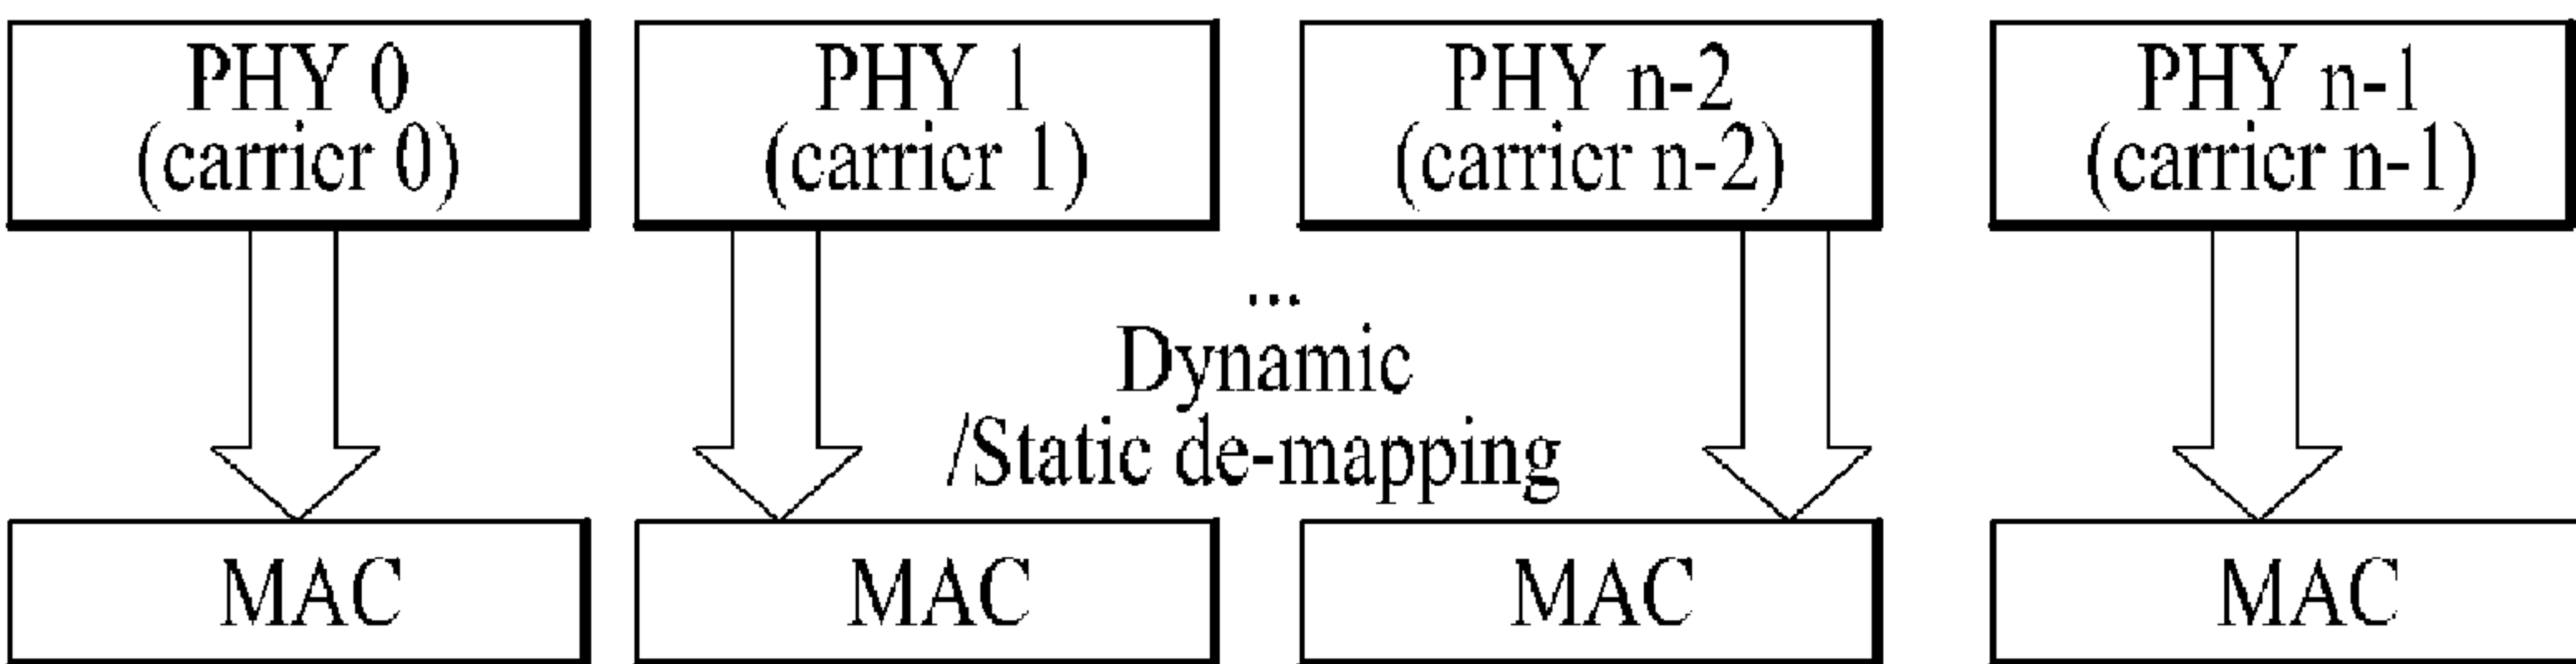 PHY 0
(carricr 0)
PHY 1
(carricr 1)
PHY n-2
(carricr n-2)
PHY n-1
(carricr n-1)
...
Dynamic
/Static de-mapping
MAC
MAC
MAC
MAC